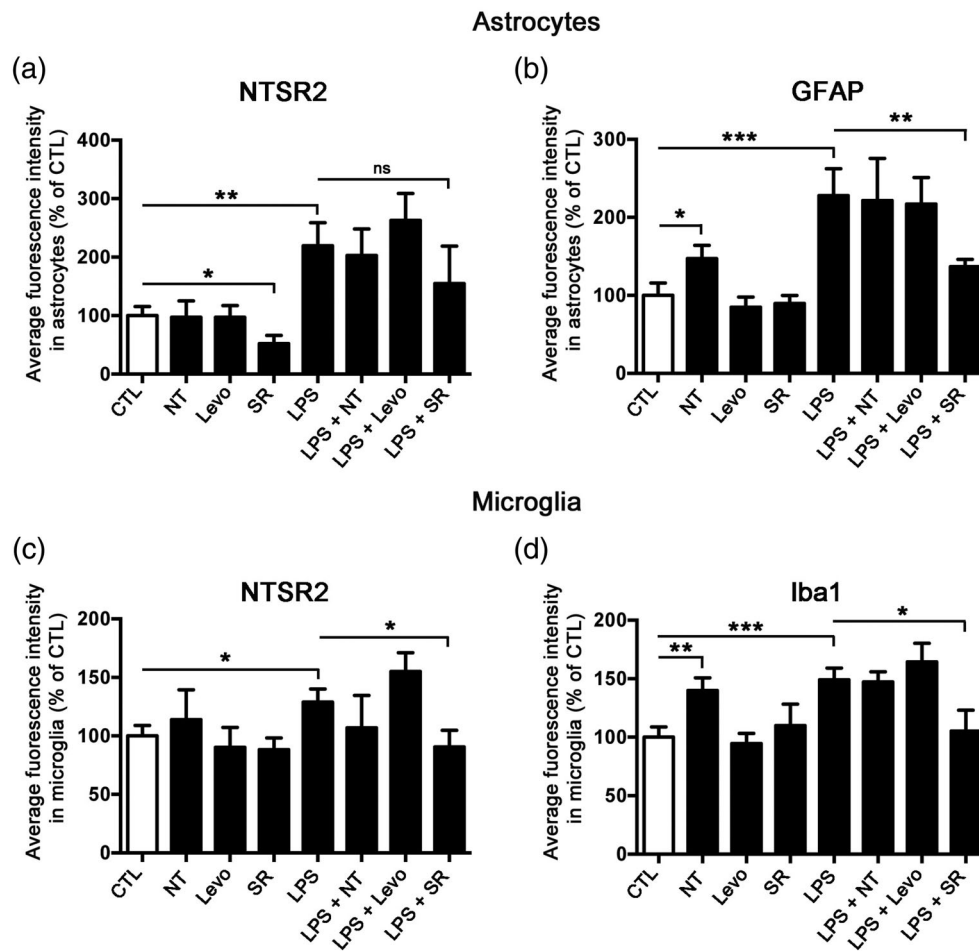 Astrocytes
(a)
NTSR2
Average fuorescence intensity
in astrocytes (% of CTL)
400
300
200
100
0
**
*
ns
CTL
NT
Levo
SR
LPS
LPS + NT
LPS + Levo
LPS + SR
(b)
GFAP
Average fluorescence intensity
in astrocytes (% of CTL)
300
200
100
0
***
**
*
CTL
NT
Levo
SR
LPS
LPS + NT
LPS + Levo
LPS + SR
Microglia
(c)
NTSR2
Average fluorescence intensity
in microglia (% of CTL)
200
150
100
50
0
*
*
CTL
NT
Levo
SR
LPS
LPS + NT
LPS + Levo
LPS + SR
(d)
Iba1
Average fluorescence intensity
in microglia (% of CTL)
200
150
100
50
0
***
**
*
CTL
NT
Levo
SR
LPS
LPS + NT
LPS + Levo
LPS + SR